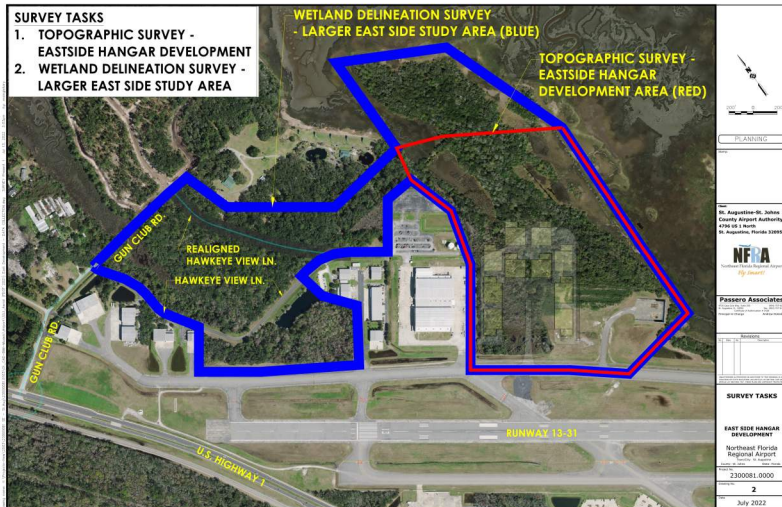 SURVEY TASKS
1. TOPOGRAPHIC SURVEY -
EASTSIDE HANGAR DEVELOPMENT
2. WETLAND DELINEATION SURVEY -
LARGER EAST SIDE STUDY AREA
WETLAND DELINEATION SURVEY
- LARGER EAST SIDE STUDY AREA (BLUE)
TOPOGRAPHIC SURVEY -
EASTSIDE HANGAR
DEVELOPMENT AREA (RED)
GUN CLUB RD.
REALIGNED
HAWKEYE VIEW LN.
HAWKEYE VIEW LN.
GUN CLUB RD
RUNWAY 13-31
U.S. HIGHWAY 1
200' 0 200'
PLANNING
St. Augustine-St. Johns
County Airport Authority
4796 US 1 North
St. Augustine, Florida 32095
NFRA
Northeast Florida Regional Airport
Passero Associates
Revisions
SURVEY TASKS
EAST SIDE HANGAR
DEVELOPMENT
Northeast Florida
Regional Airport
2300081.0000
2
July 2022